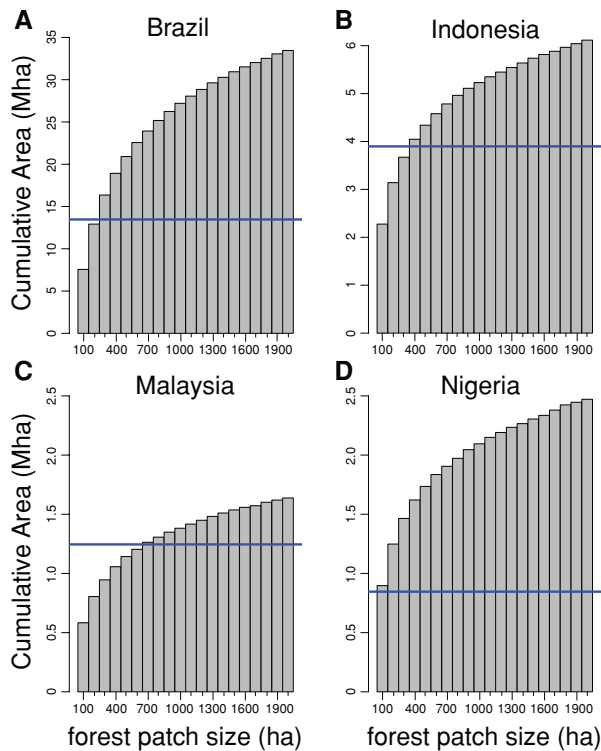 A
Brazil
Cumulative Area (Mha)
0 5 10 15 20 25 30 35
100 400 700 1000 1300 1600 1900
B
Indonesia
0 1 2 3 4 5 6
100 400 700 1000 1300 1600 1900
C
Malaysia
Cumulative Area (Mha)
0.0 0.5 1.0 1.5 2.0 2.5
100 400 700 1000 1300 1600 1900
forest patch size (ha)
D
Nigeria
0.0 0.5 1.0 1.5 2.0 2.5
100 400 700 1000 1300 1600 1900
forest patch size (ha)